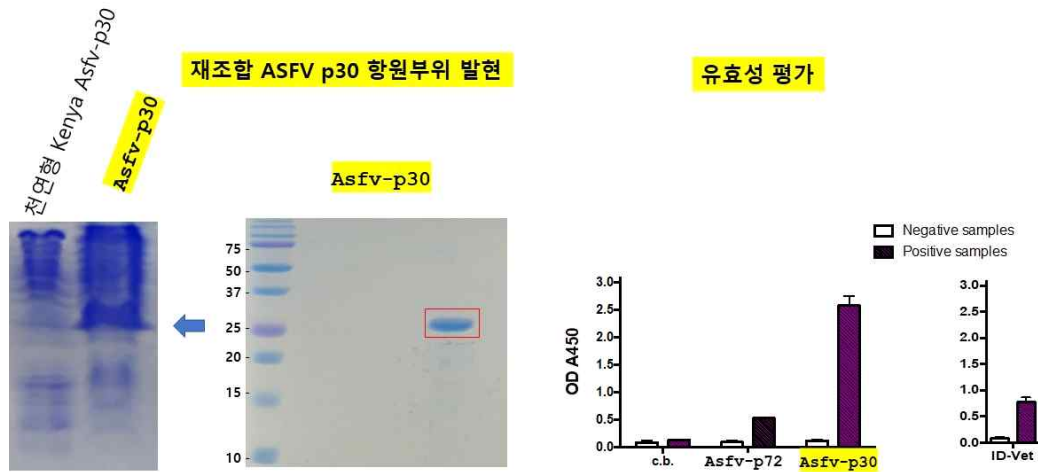 천연형 Kenya Asfv-p30
Asfv-p30
재조합 ASFV p30 항원부위 발현
Asfv-p30
75
50
37
25
20
15
10
유효성 평가
Negative samples
Positive samples
OD A450
3.0
2.5
2.0
1.5
1.0
0.5
0.0
c.b.
Asfv-p72
Asfv-p30
3.0
2.5
2.0
1.5
1.0
0.5
0.0
ID-Vet